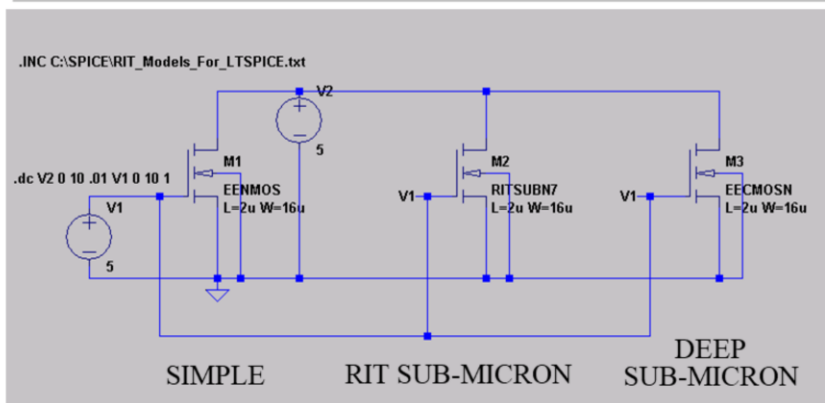 .INC C:\SPICE\RIT_Models_For_LTSPICE.txt
V2
5
.dc V2 0 10 .01 V1 0 10 1
V1
5
M1
EENMOS
L=2u W=16u
V1
M2
RITSUBN7
L=2u W=16u
V1
M3
EECMOSN
L=2u W=16u
SIMPLE
RIT SUB-MICRON
DEEP
SUB-MICRON